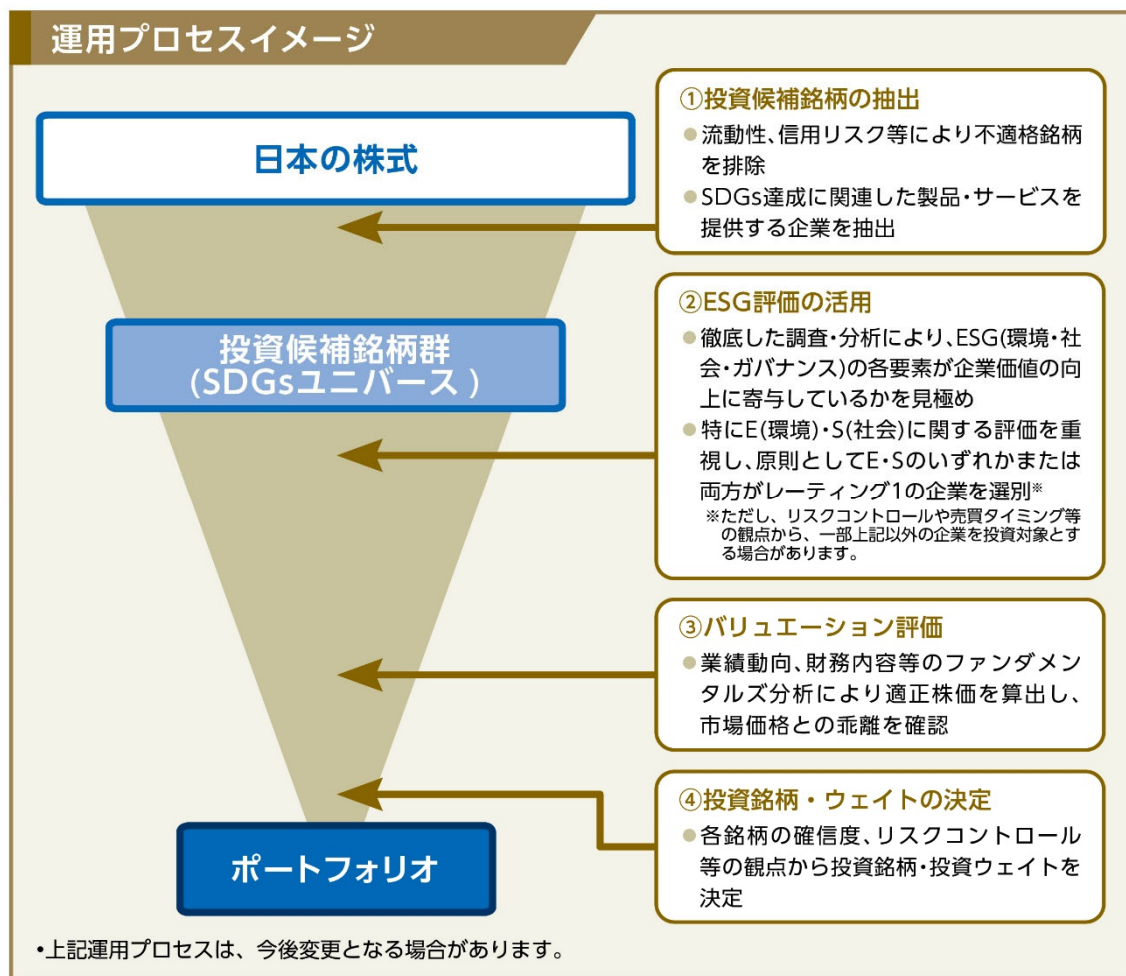 運用プロセスイメージ
日本の株式
①投資候補銘柄の抽出
●流動性、信用リスク等により不適格銘柄
を排除
●SDGs達成に関連した製品・サービスを
提供する企業を抽出
投資候補銘柄群
(SDGsユニバース)
②ESG評価の活用
●徹底した調査・分析により、ESG(環境・社
会・ガバナンス)の各要素が企業価値の向
上に寄与しているかを見極め
●特にE(環境)・S(社会)に関する評価を重
視し、原則としてE・Sのいずれかまたは
両方がレーティング1の企業を選別※
※ただし、リスクコントロールや売買タイミング等
の観点から、一部上記以外の企業を投資対象とす
る場合があります。
③バリュエーション評価
●業績動向、財務内容等のファンダメン
タルズ分析により適正株価を算出し、
市場価格との乖離を確認
④投資銘柄・ウェイトの決定
●各銘柄の確信度、リスクコントロール
等の観点から投資銘柄・投資ウェイトを
決定
ポートフォリオ
•上記運用プロセスは、今後変更となる場合があります。